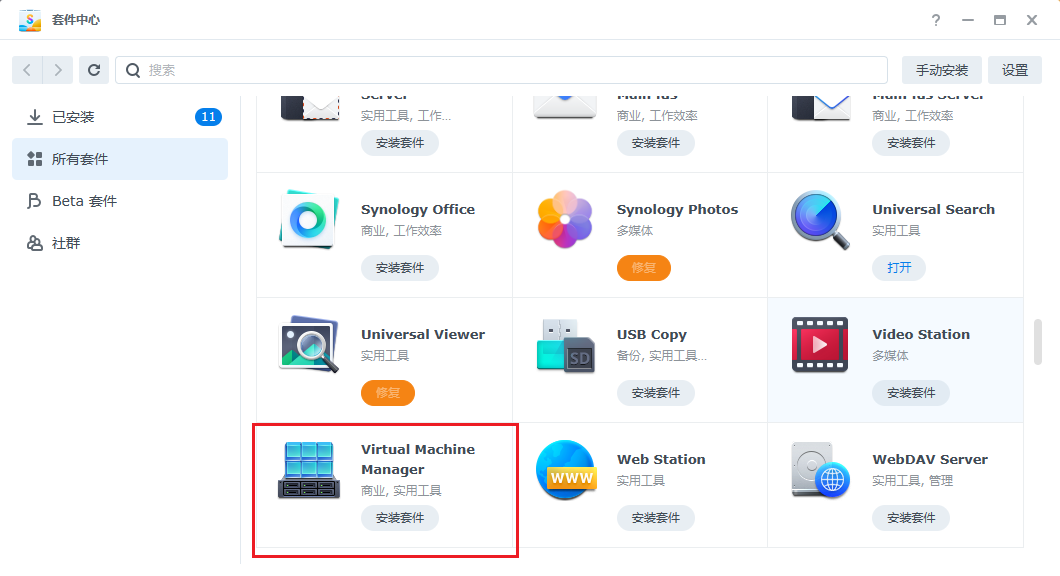 套件中心
搜索
手动安装
设置
已安装
11
所有套件
Beta 套件
社群
Server
实用工具, 工作...
安装套件
MailPlus
商业, 工作效率
安装套件
MailPlus Server
商业, 工作效率
安装套件
Synology Office
商业, 工作效率
安装套件
Synology Photos
多媒体
修复
Universal Search
实用工具
打开
Universal Viewer
实用工具
修复
USB Copy
备份, 实用工具...
SD
安装套件
Video Station
多媒体
安装套件
Virtual Machine
Manager
商业, 实用工具
安装套件
Web Station
WWW
实用工具
安装套件
WebDAV Server
实用工具, 管理
安装套件